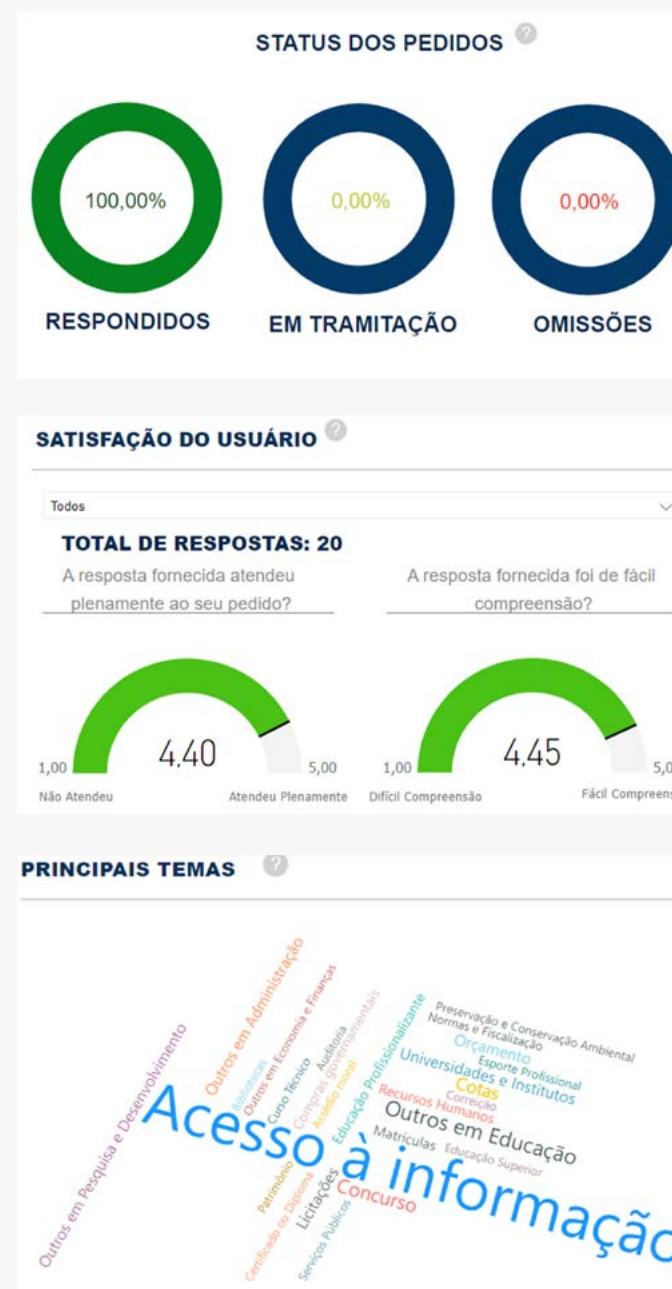 STATUS DOS PEDIDOS ?
100,00%
0,00%
0,00%
RESPONDIDOS
EM TRAMITAÇÃO
OMISSÕES
SATISFAÇÃO DO USUÁRIO ?
Todos
TOTAL DE RESPOSTAS: 20
A resposta fornecida atendeu
plenamente ao seu pedido?
A resposta fornecida foi de fácil
compreensão?
4,40
1,00
5,00
Não Atendeu
Atendeu Plenamente
4,45
1,00
5,0
Difícil Compreensão
Fácil Compreens
PRINCIPAIS TEMAS ?
Outros em Pesquisa e Desenvolvimento
Outros em Administração
Bibliotecas
Outros em Economia e Finanças
Curso Técnico
Auditoria
Compras governamentais
Assédio moral
Educação Profissionalizante
Preservação e Conservação Ambiental
Normas e Fiscalização
Orçamento
Esporte Profissional
Universidades e Institutos
Cotas
Correição
Recursos Humanos
Outros em Educação
Matrículas
Educação Superior
Acesso à informação
Patrimônio
Certificado ou Diploma
Licitações
Concurso
Serviços Públicos